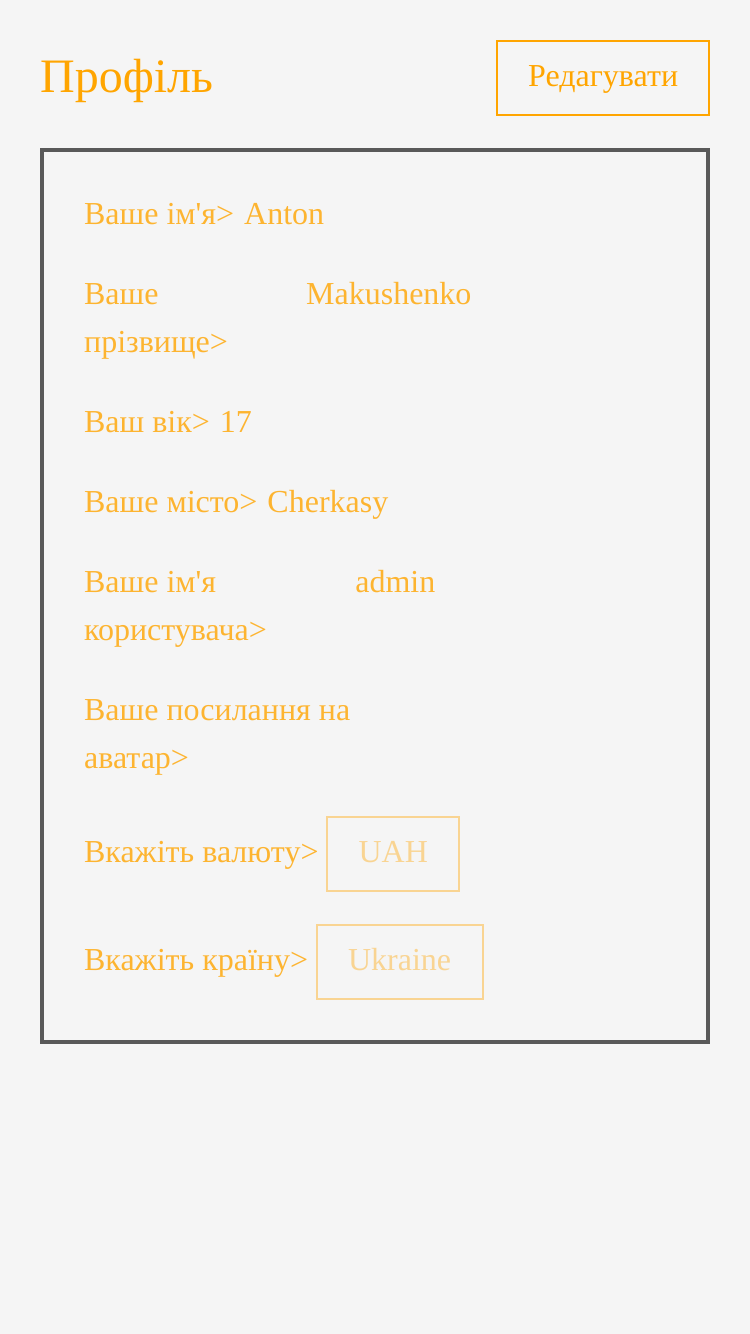 Профіль
Редагувати
Ваше ім'я> Anton
Ваше Makushenko
прізвище>
Ваш вік> 17
Ваше місто> Cherkasy
Ваше ім'я admin
користувача>
Ваше посилання на
аватар>
Вкажіть валюту> UAH
Вкажіть країну> Ukraine